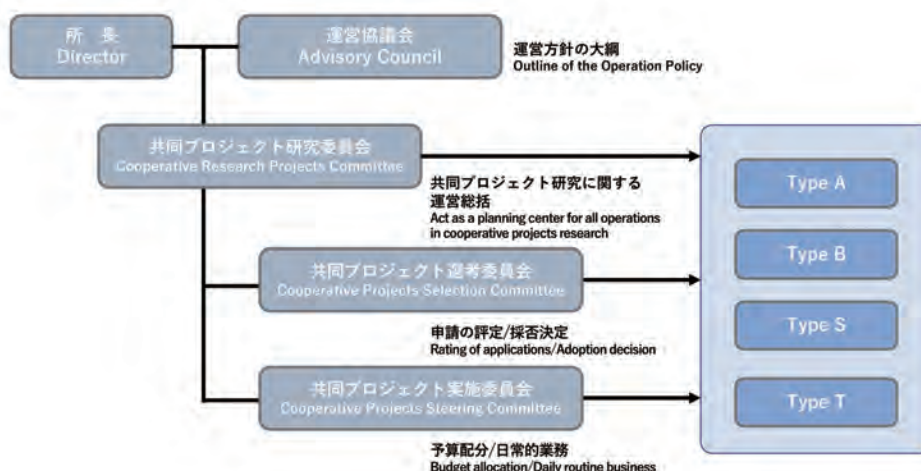 所 長
Director
運営協議会
Advisory Council
運営方針の大綱
Outline of the Operation Policy
共同プロジェクト研究委員会
Cooperative Research Projects Committee
共同プロジェクト研究に関する
運営総括
Act as a planning center for all operations
in cooperative projects research
共同プロジェクト選考委員会
Cooperative Projects Selection Committee
申請の評定/採否決定
Rating of applications/Adoption decision
共同プロジェクト実施委員会
Cooperative Projects Steering Committee
予算配分/日常的業務
Budget allocation/Daily routine business
Type A
Type B
Type S
Type T